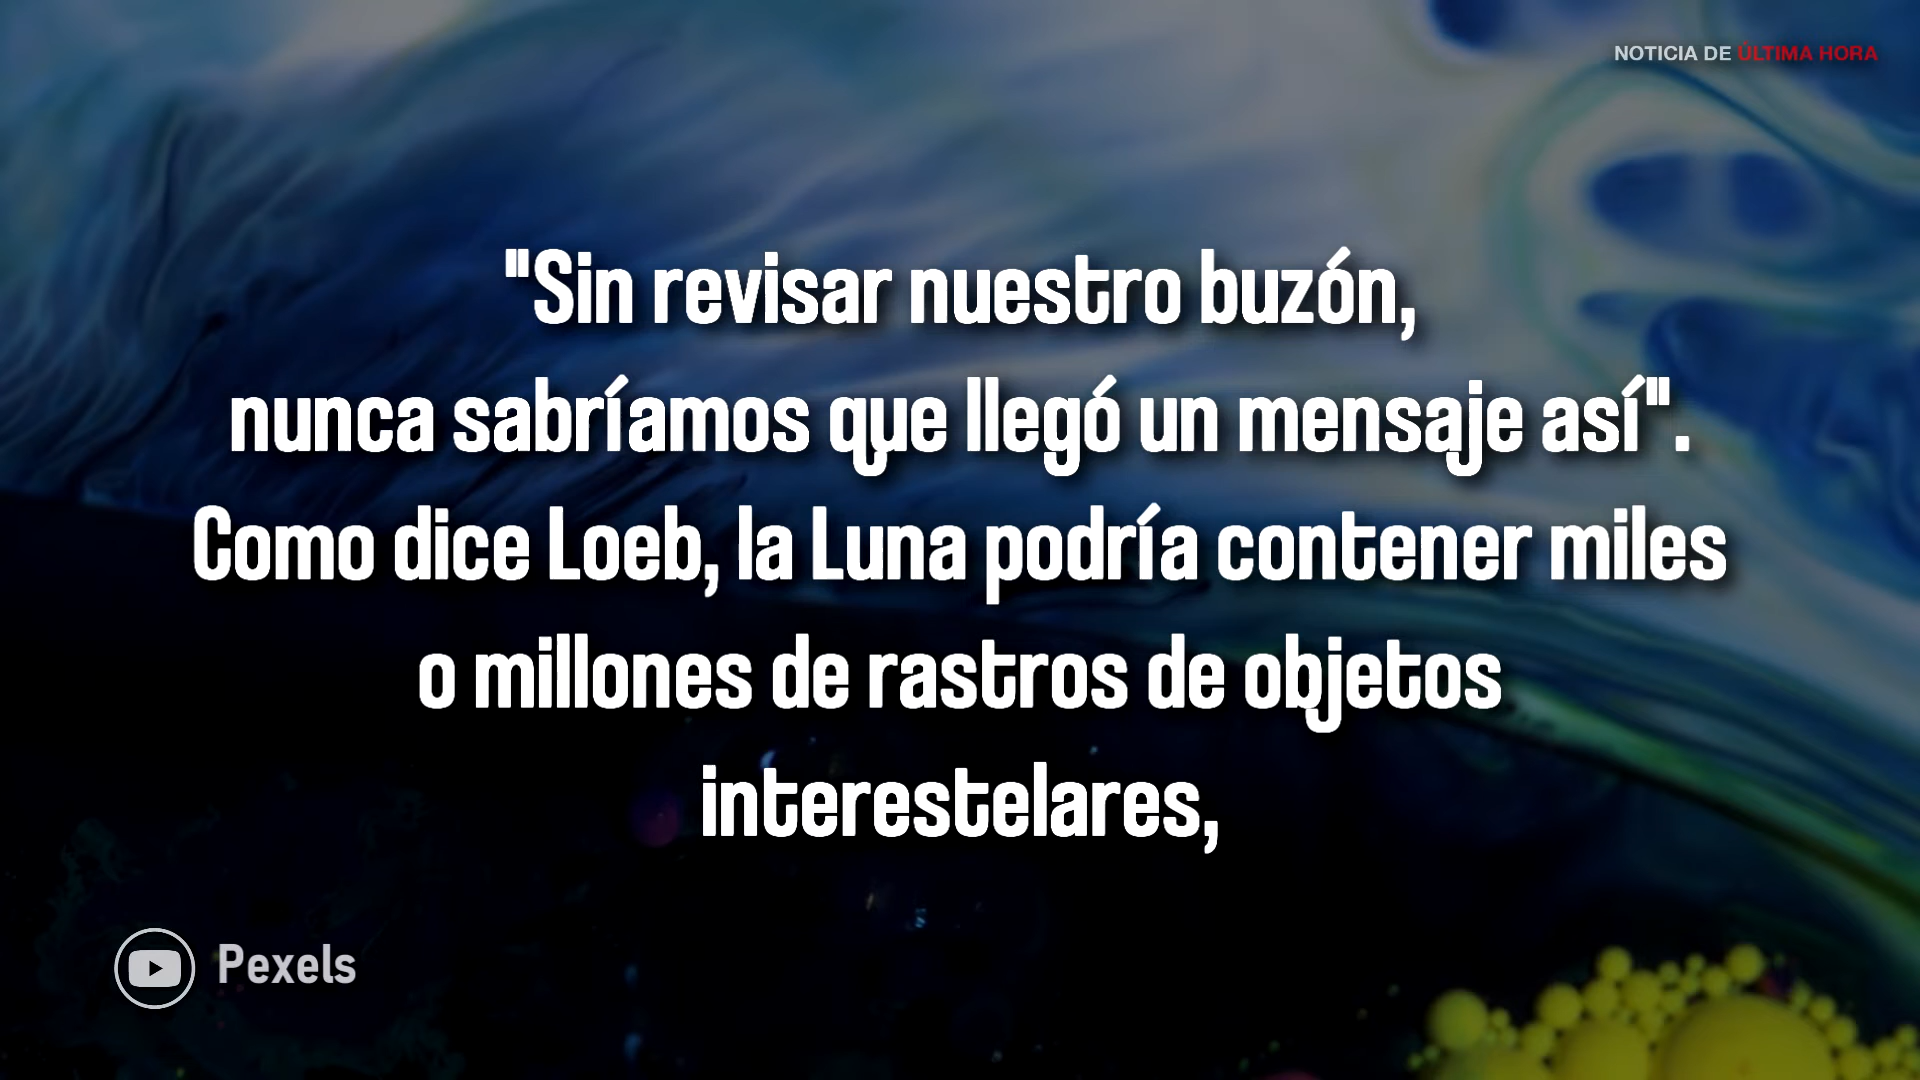 NOTICIA DE ÚLTIMA HORA
"Sin revisar nuestro buzón,
nunca sabríamos que llegó un mensaje así".
Como dice Loeb, la Luna podría contener miles
o millones de rastros de objetos
interestelares,
Pexels